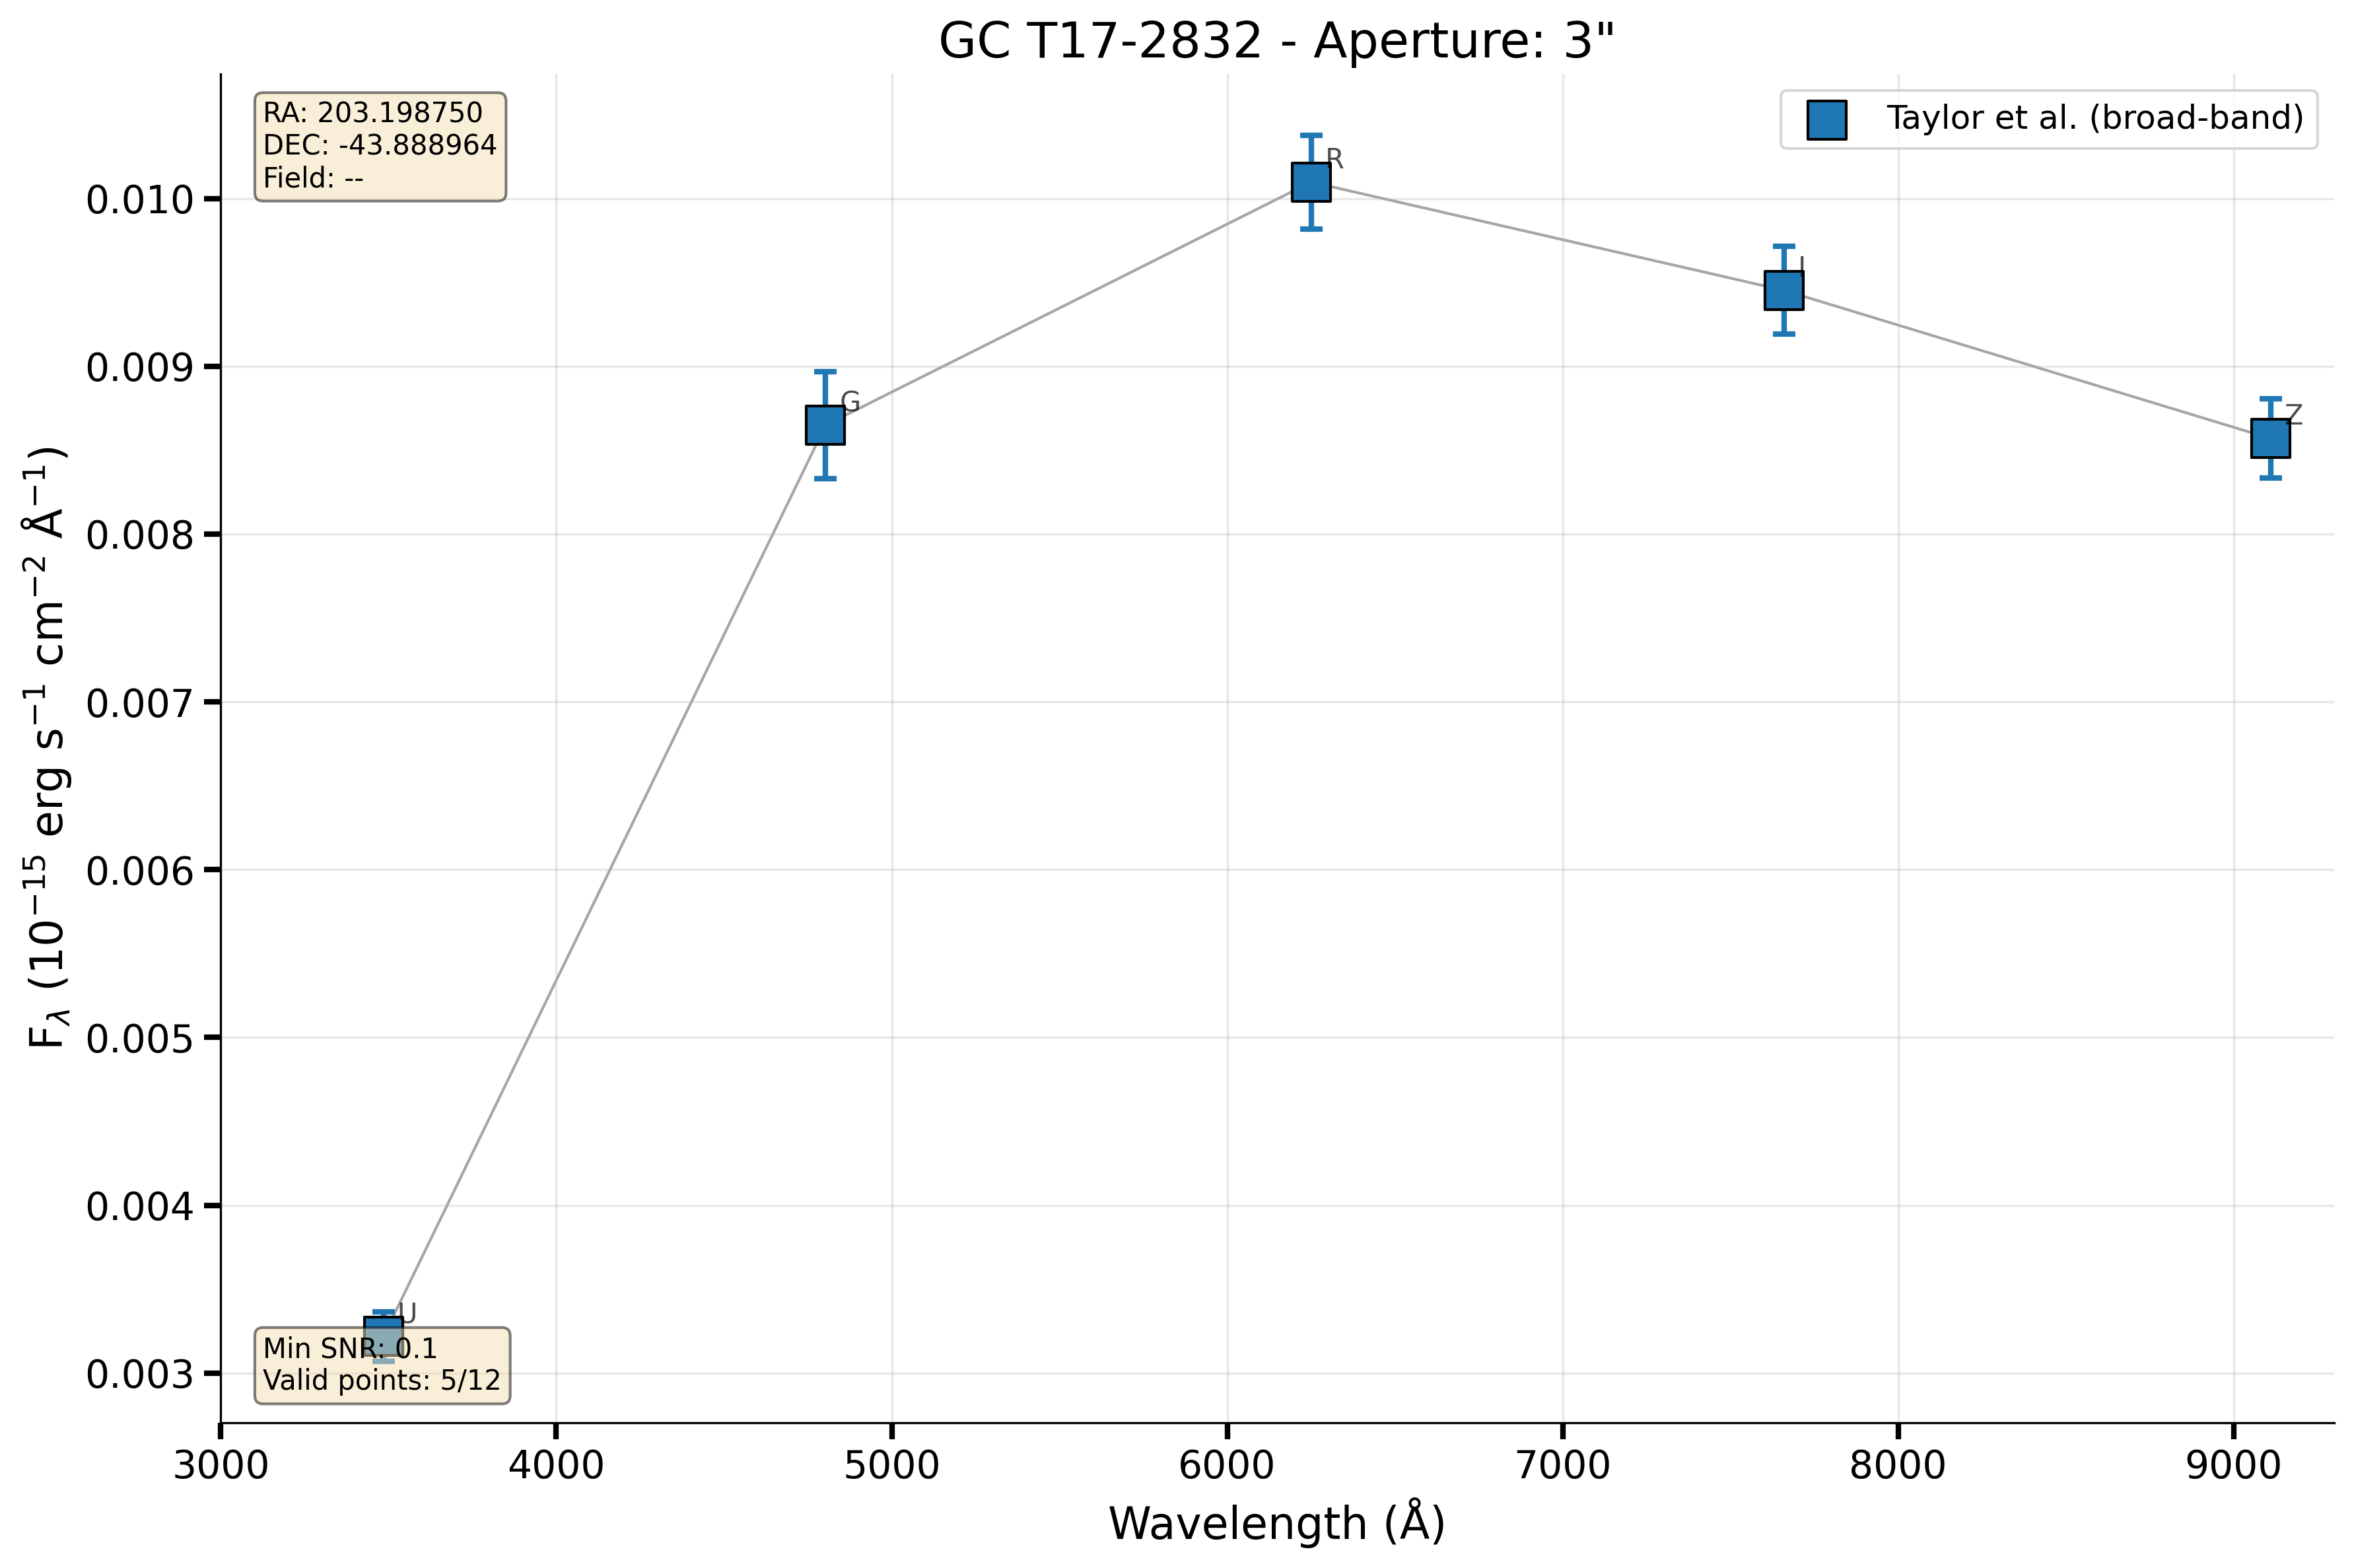 GC T17-2832 - Aperture: 3"
RA: 203.198750
DEC: -43.888964
Field: --
Taylor et al. (broad-band)
R
I
G
Z
U
Min SNR: 0.1
Valid points: 5/12
0.010
0.009
0.008
0.007
0.006
0.005
0.004
0.003
F_λ (10⁻¹⁵ erg s⁻¹ cm⁻² Å⁻¹)
3000 4000 5000 6000 7000 8000 9000
Wavelength (Å)